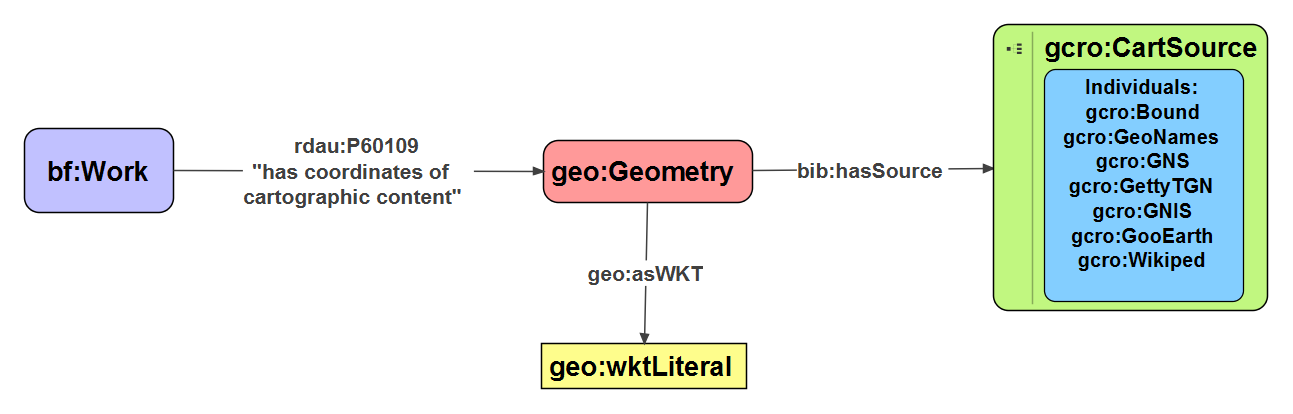 bf:Work
rdau:P60109
"has coordinates of
cartographic content"
geo:Geometry
bib:hasSource
gcro:CartSource
Individuals:
gcro:Bound
gcro:GeoNames
gcro:GNS
gcro:GettyTGN
gcro:GNIS
gcro:GooEarth
gcro:Wikiped
geo:asWKT
geo:wktLiteral